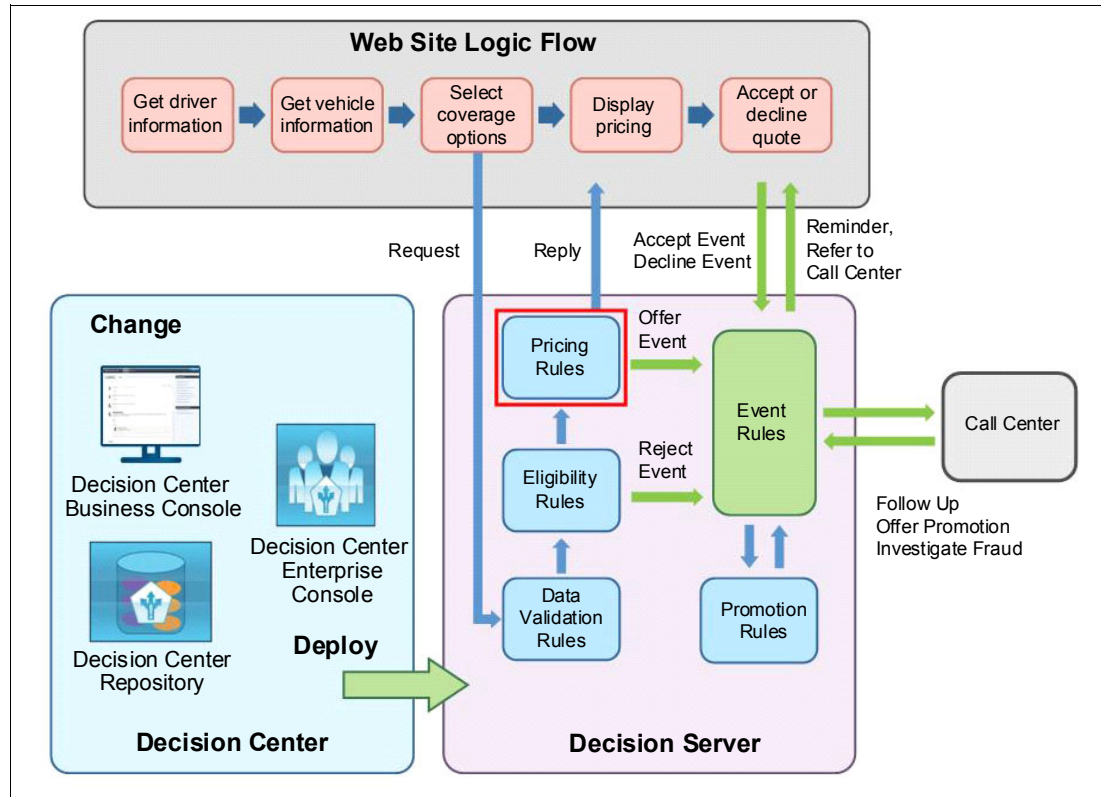 Web Site Logic Flow
Get driver
information
Get vehicle
information
Select
coverage
options
Display
pricing
Accept or
decline
quote
Request
Reply
Accept Event
Decline Event
Reminder,
Refer to
Call Center
Change
Decision Center
Business Console
Decision Center
Enterprise
Console
Decision Center
Repository
Deploy
Decision Center
Pricing
Rules
Offer
Event
Event
Rules
Eligibility
Rules
Reject
Event
Data
Validation
Rules
Promotion
Rules
Decision Server
Call Center
Follow Up
Offer Promotion
Investigate Fraud